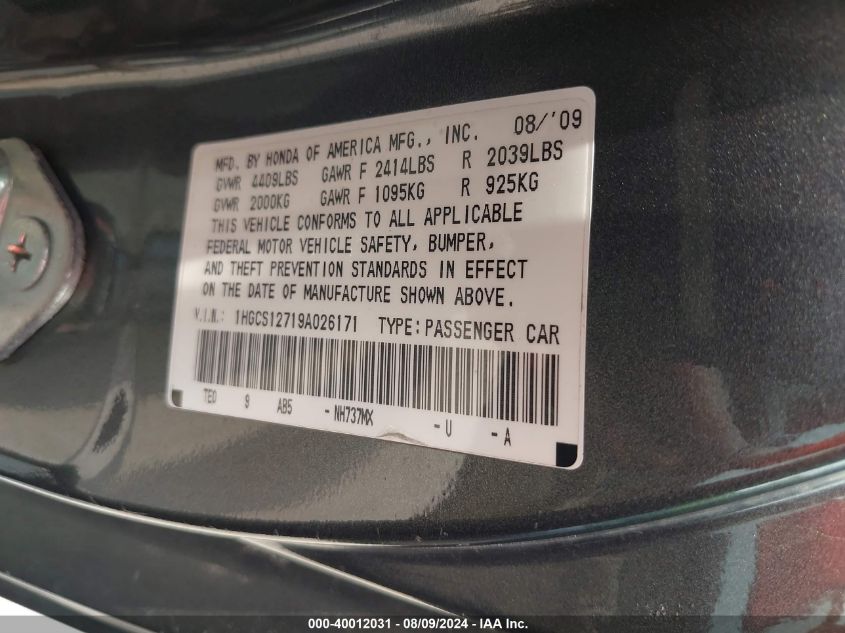 MFD. BY HONDA OF AMERICA MFG., INC. 08/'09
GVWR 4409LBS GAWR F 2414LBS R 2039LBS
GVWR 2000KG GAWR F 1095KG R 925KG
THIS VEHICLE CONFORMS TO ALL APPLICABLE
FEDERAL MOTOR VEHICLE SAFETY, BUMPER,
AND THEFT PREVENTION STANDARDS IN EFFECT
ON THE DATE OF MANUFACTURE SHOWN ABOVE.
V.I.N.: 1HGCS12719A026171 TYPE:PASSENGER CAR
TE0 9 AB5 -NH737MX -U -A
000-40012031 - 08/09/2024 - IAAI.com